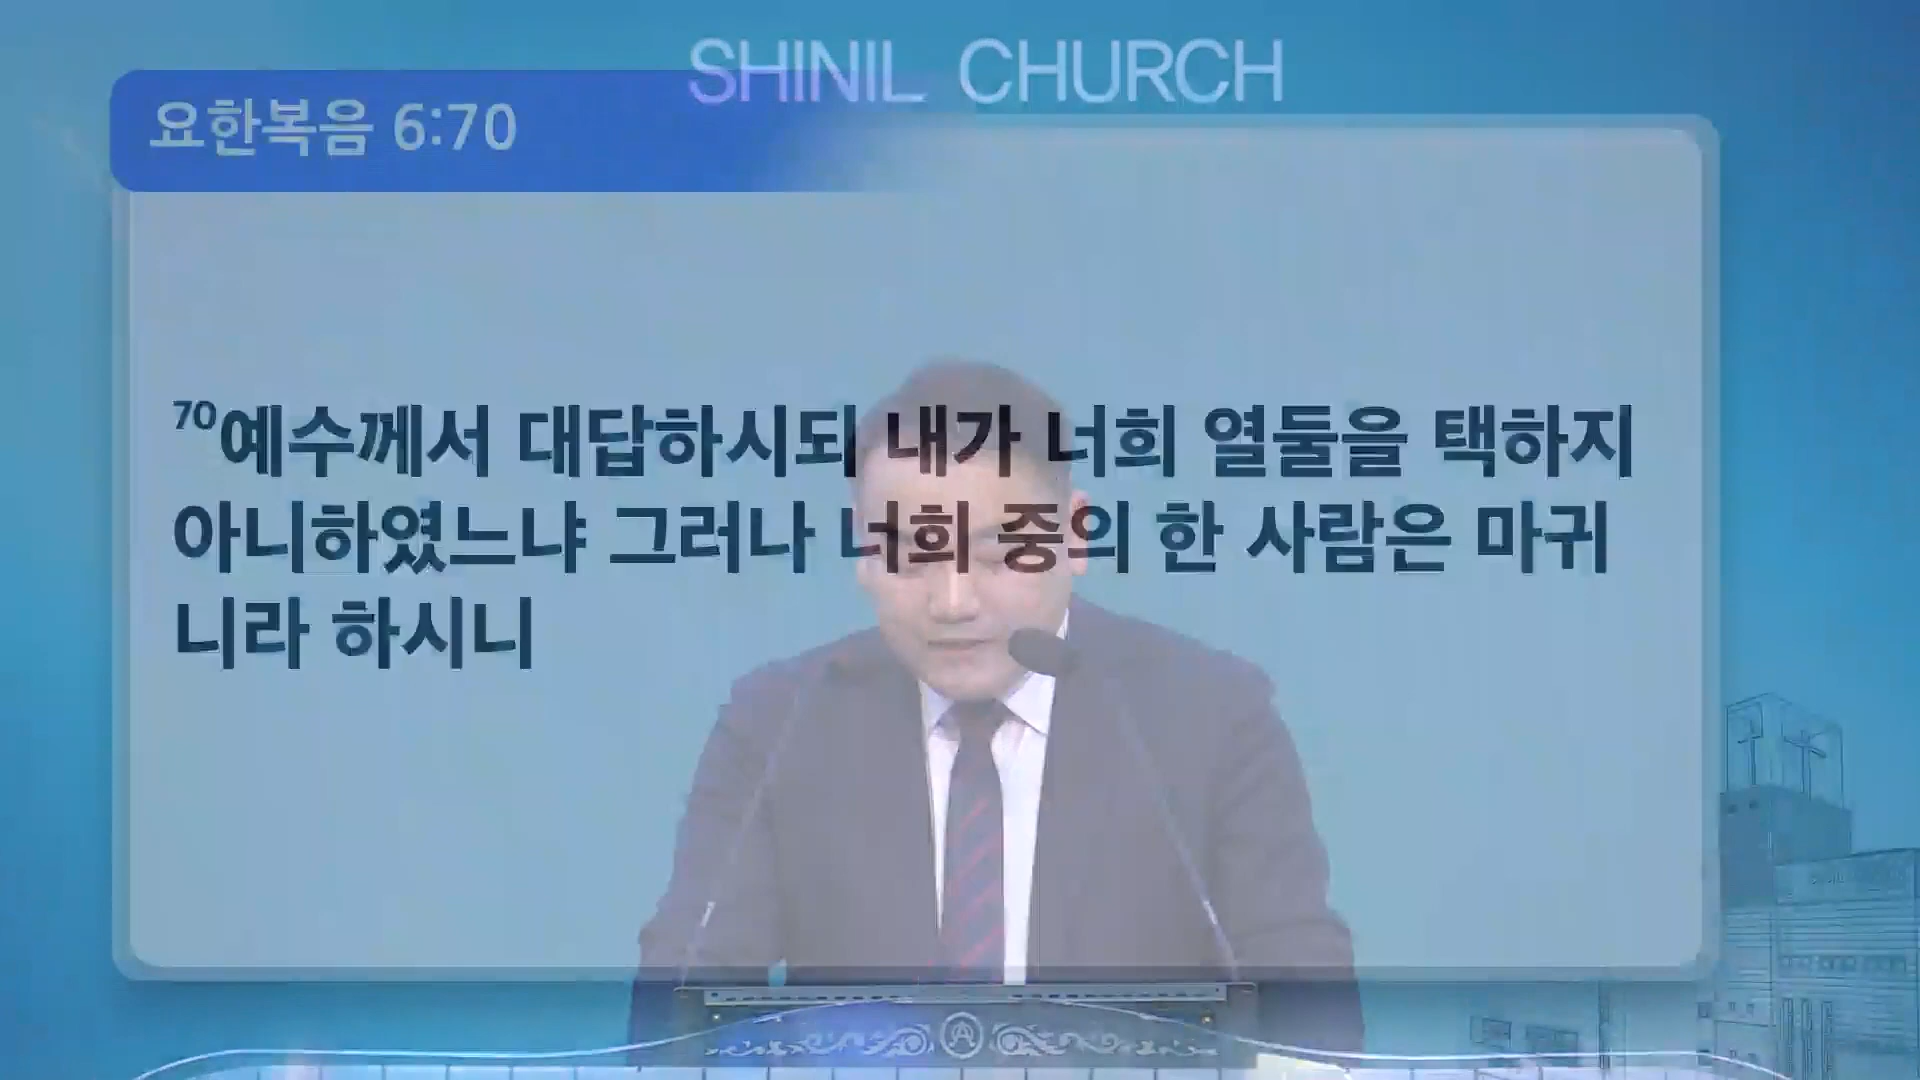 SHINIL CHURCH
요한복음 6:70
70예수께서 대답하시되 내가 너희 열둘을 택하지
아니하였느냐 그러나 너희 중의 한 사람은 마귀
니라 하시니